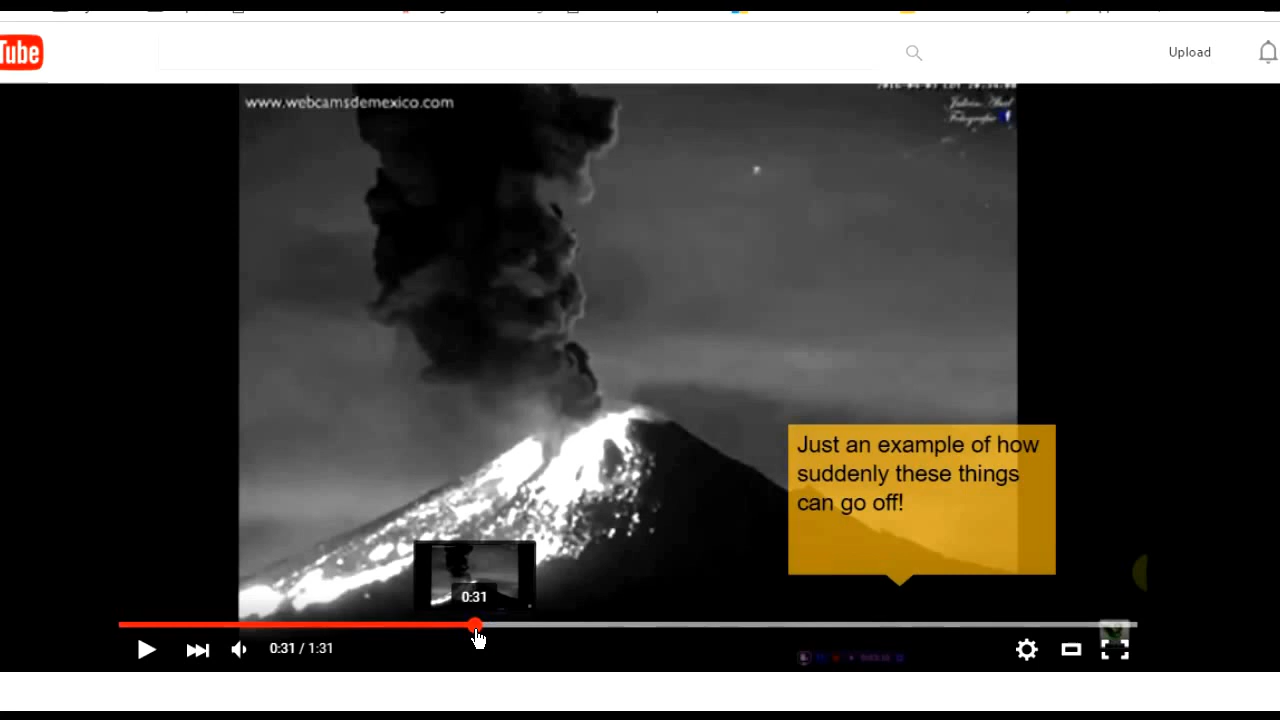 Tube
Upload
www.webcamsdemexico.com
Just an example of how
suddenly these things
can go off!
0:31
0:31 / 1:31